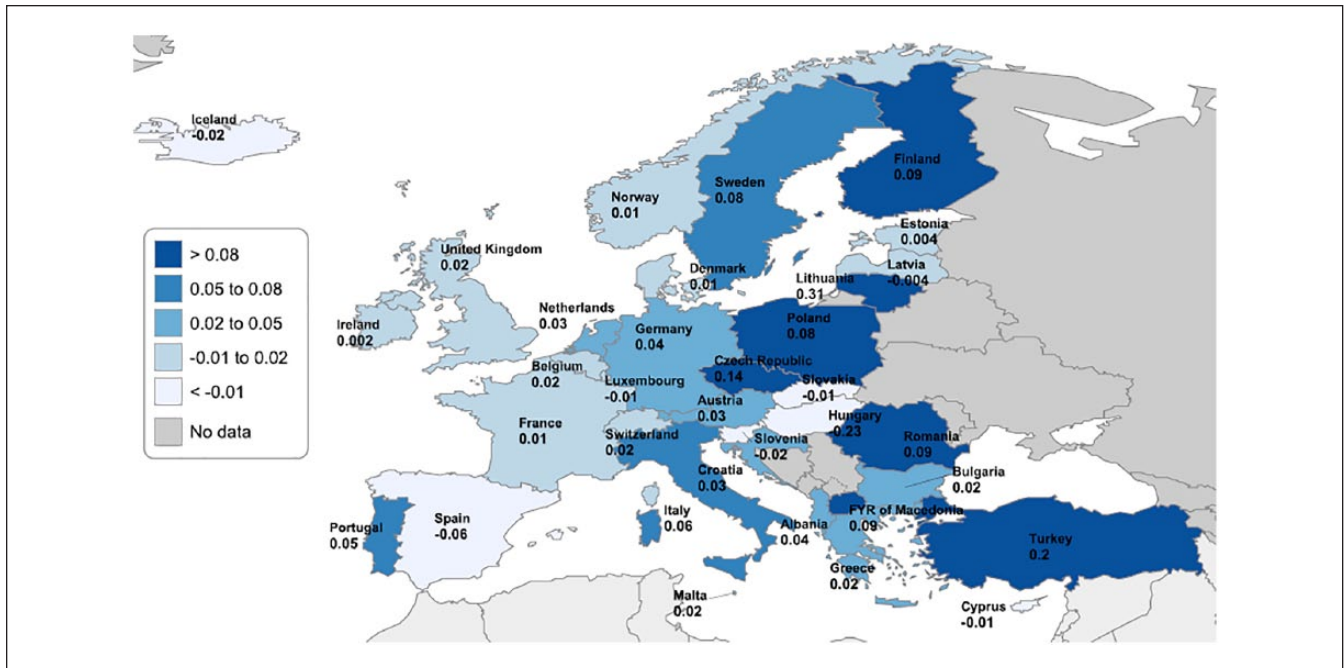 Iceland
-0.02
Finland
0.09
Sweden
0.08
Norway
0.01
Estonia
0.004
United Kingdom
0.02
Latvia
-0.004
Denmark
0.01
Lithuania
0.31
> 0.08
0.05 to 0.08
0.02 to 0.05
-0.01 to 0.02
< -0.01
No data
Netherlands
0.03
Ireland
0.002
Germany
0.04
Poland
0.08
Belgium
0.02
Luxembourg
-0.01
Czech Republic
0.14
Slovakia
-0.01
Austria
0.03
France
0.01
Switzerland
0.02
Hungary
-0.23
Slovenia
-0.02
Romania
0.09
Croatia
0.03
Bulgaria
0.02
Italy
0.06
Portugal
0.05
Spain
-0.06
Albania
0.04
FYR of Macedonia
0.09
Turkey
0.2
Greece
0.02
Malta
0.02
Cyprus
-0.01